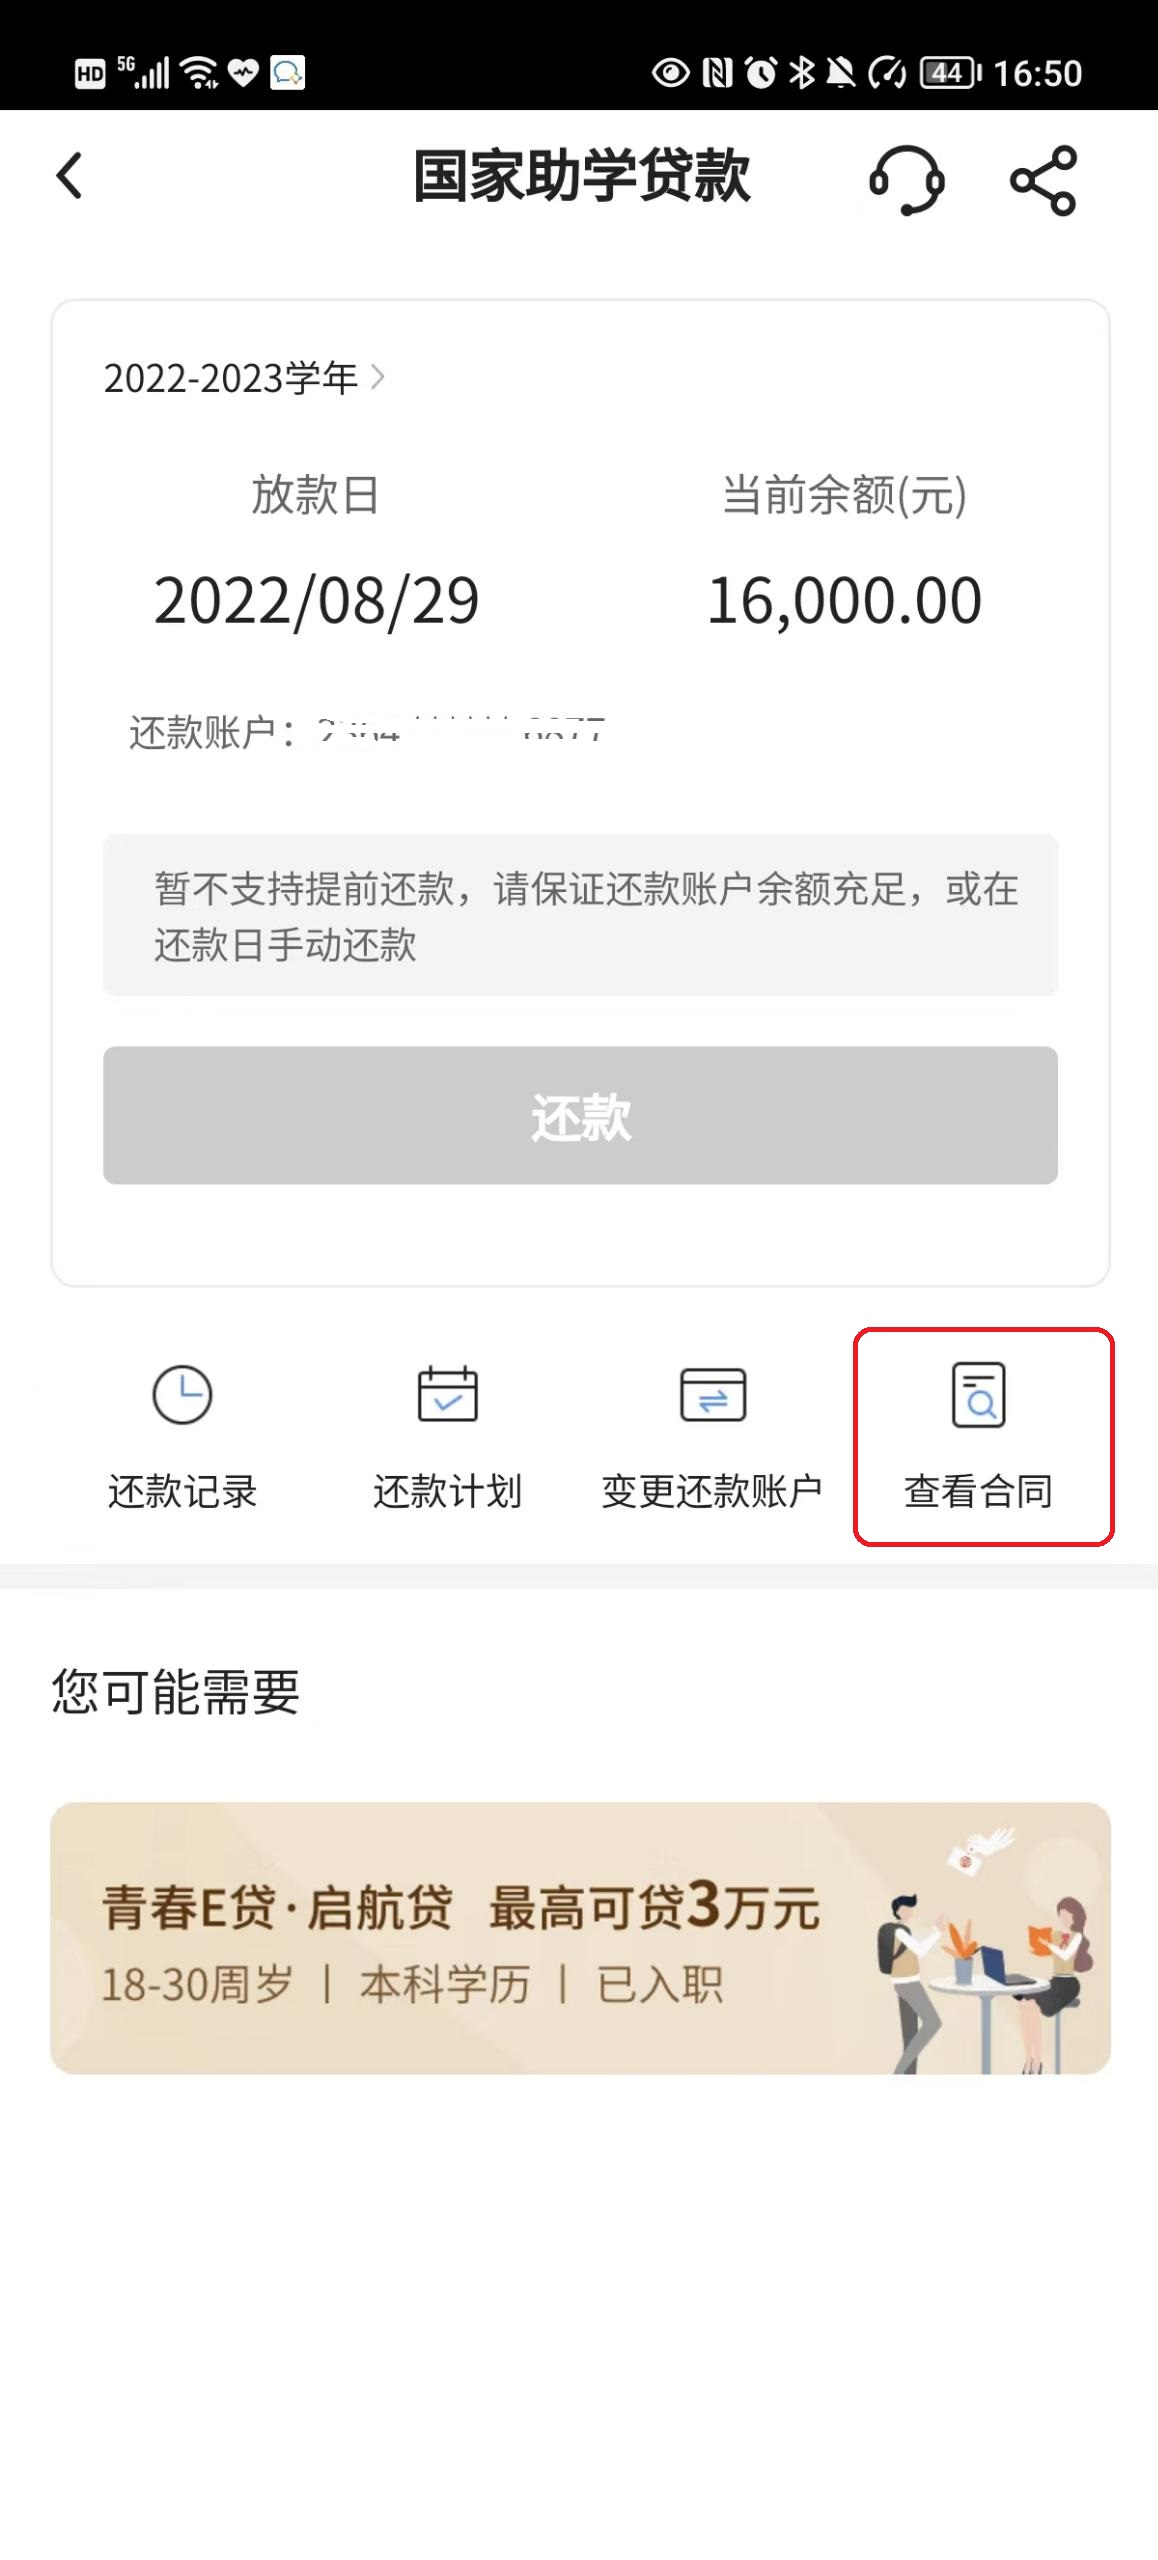 HD 5G 44 16:50
国家助学贷款
2022-2023学年
放款日 当前余额(元)
2022/08/29 16,000.00
还款账户：
暂不支持提前还款，请保证还款账户余额充足，或在
还款日手动还款
还款
还款记录 还款计划 变更还款账户 查看合同
您可能需要
青春E贷·启航贷 最高可贷3万元
18-30周岁 | 本科学历 | 已入职